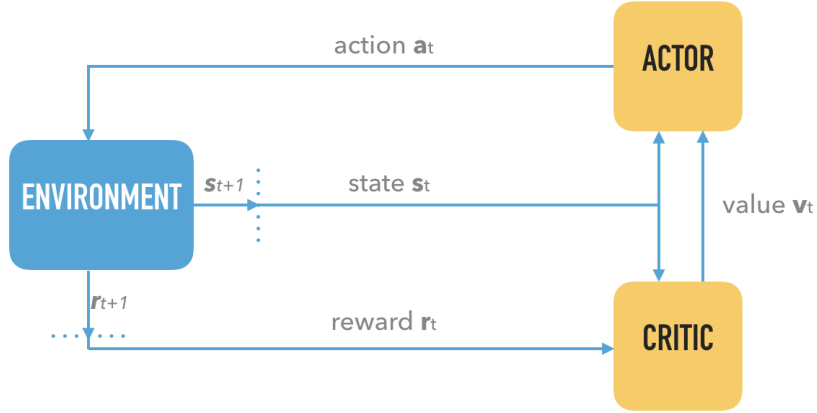 action aₜ
ACTOR
ENVIRONMENT
sₜ₊₁
state sₜ
value vₜ
rₜ₊₁
reward rₜ
CRITIC